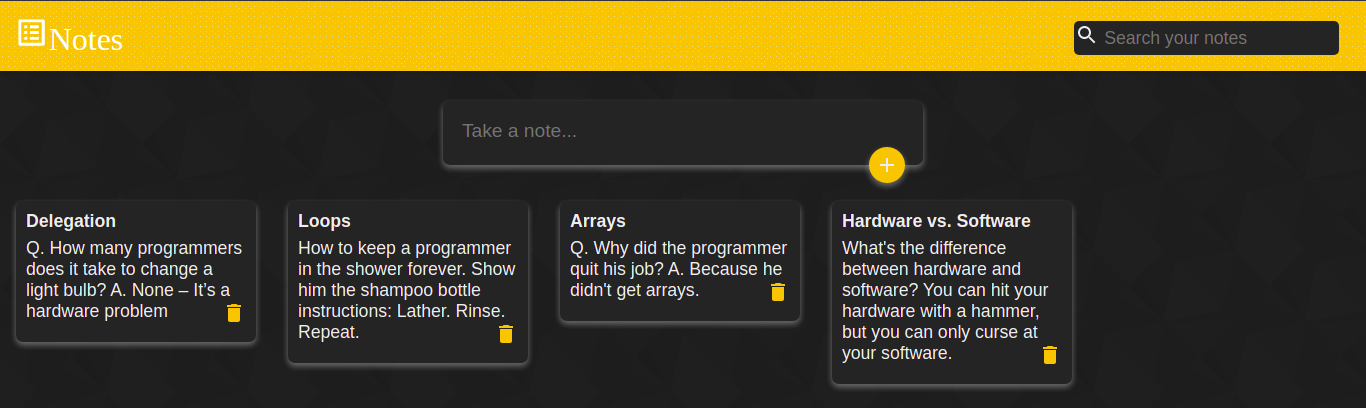 Notes
Search your notes
Take a note...
Delegation
Q. How many programmers
does it take to change a
light bulb? A. None – It’s a
hardware problem
Loops
How to keep a programmer
in the shower forever. Show
him the shampoo bottle
instructions: Lather. Rinse.
Repeat.
Arrays
Q. Why did the programmer
quit his job? A. Because he
didn't get arrays.
Hardware vs. Software
What's the difference
between hardware and
software? You can hit your
hardware with a hammer,
but you can only curse at
your software.